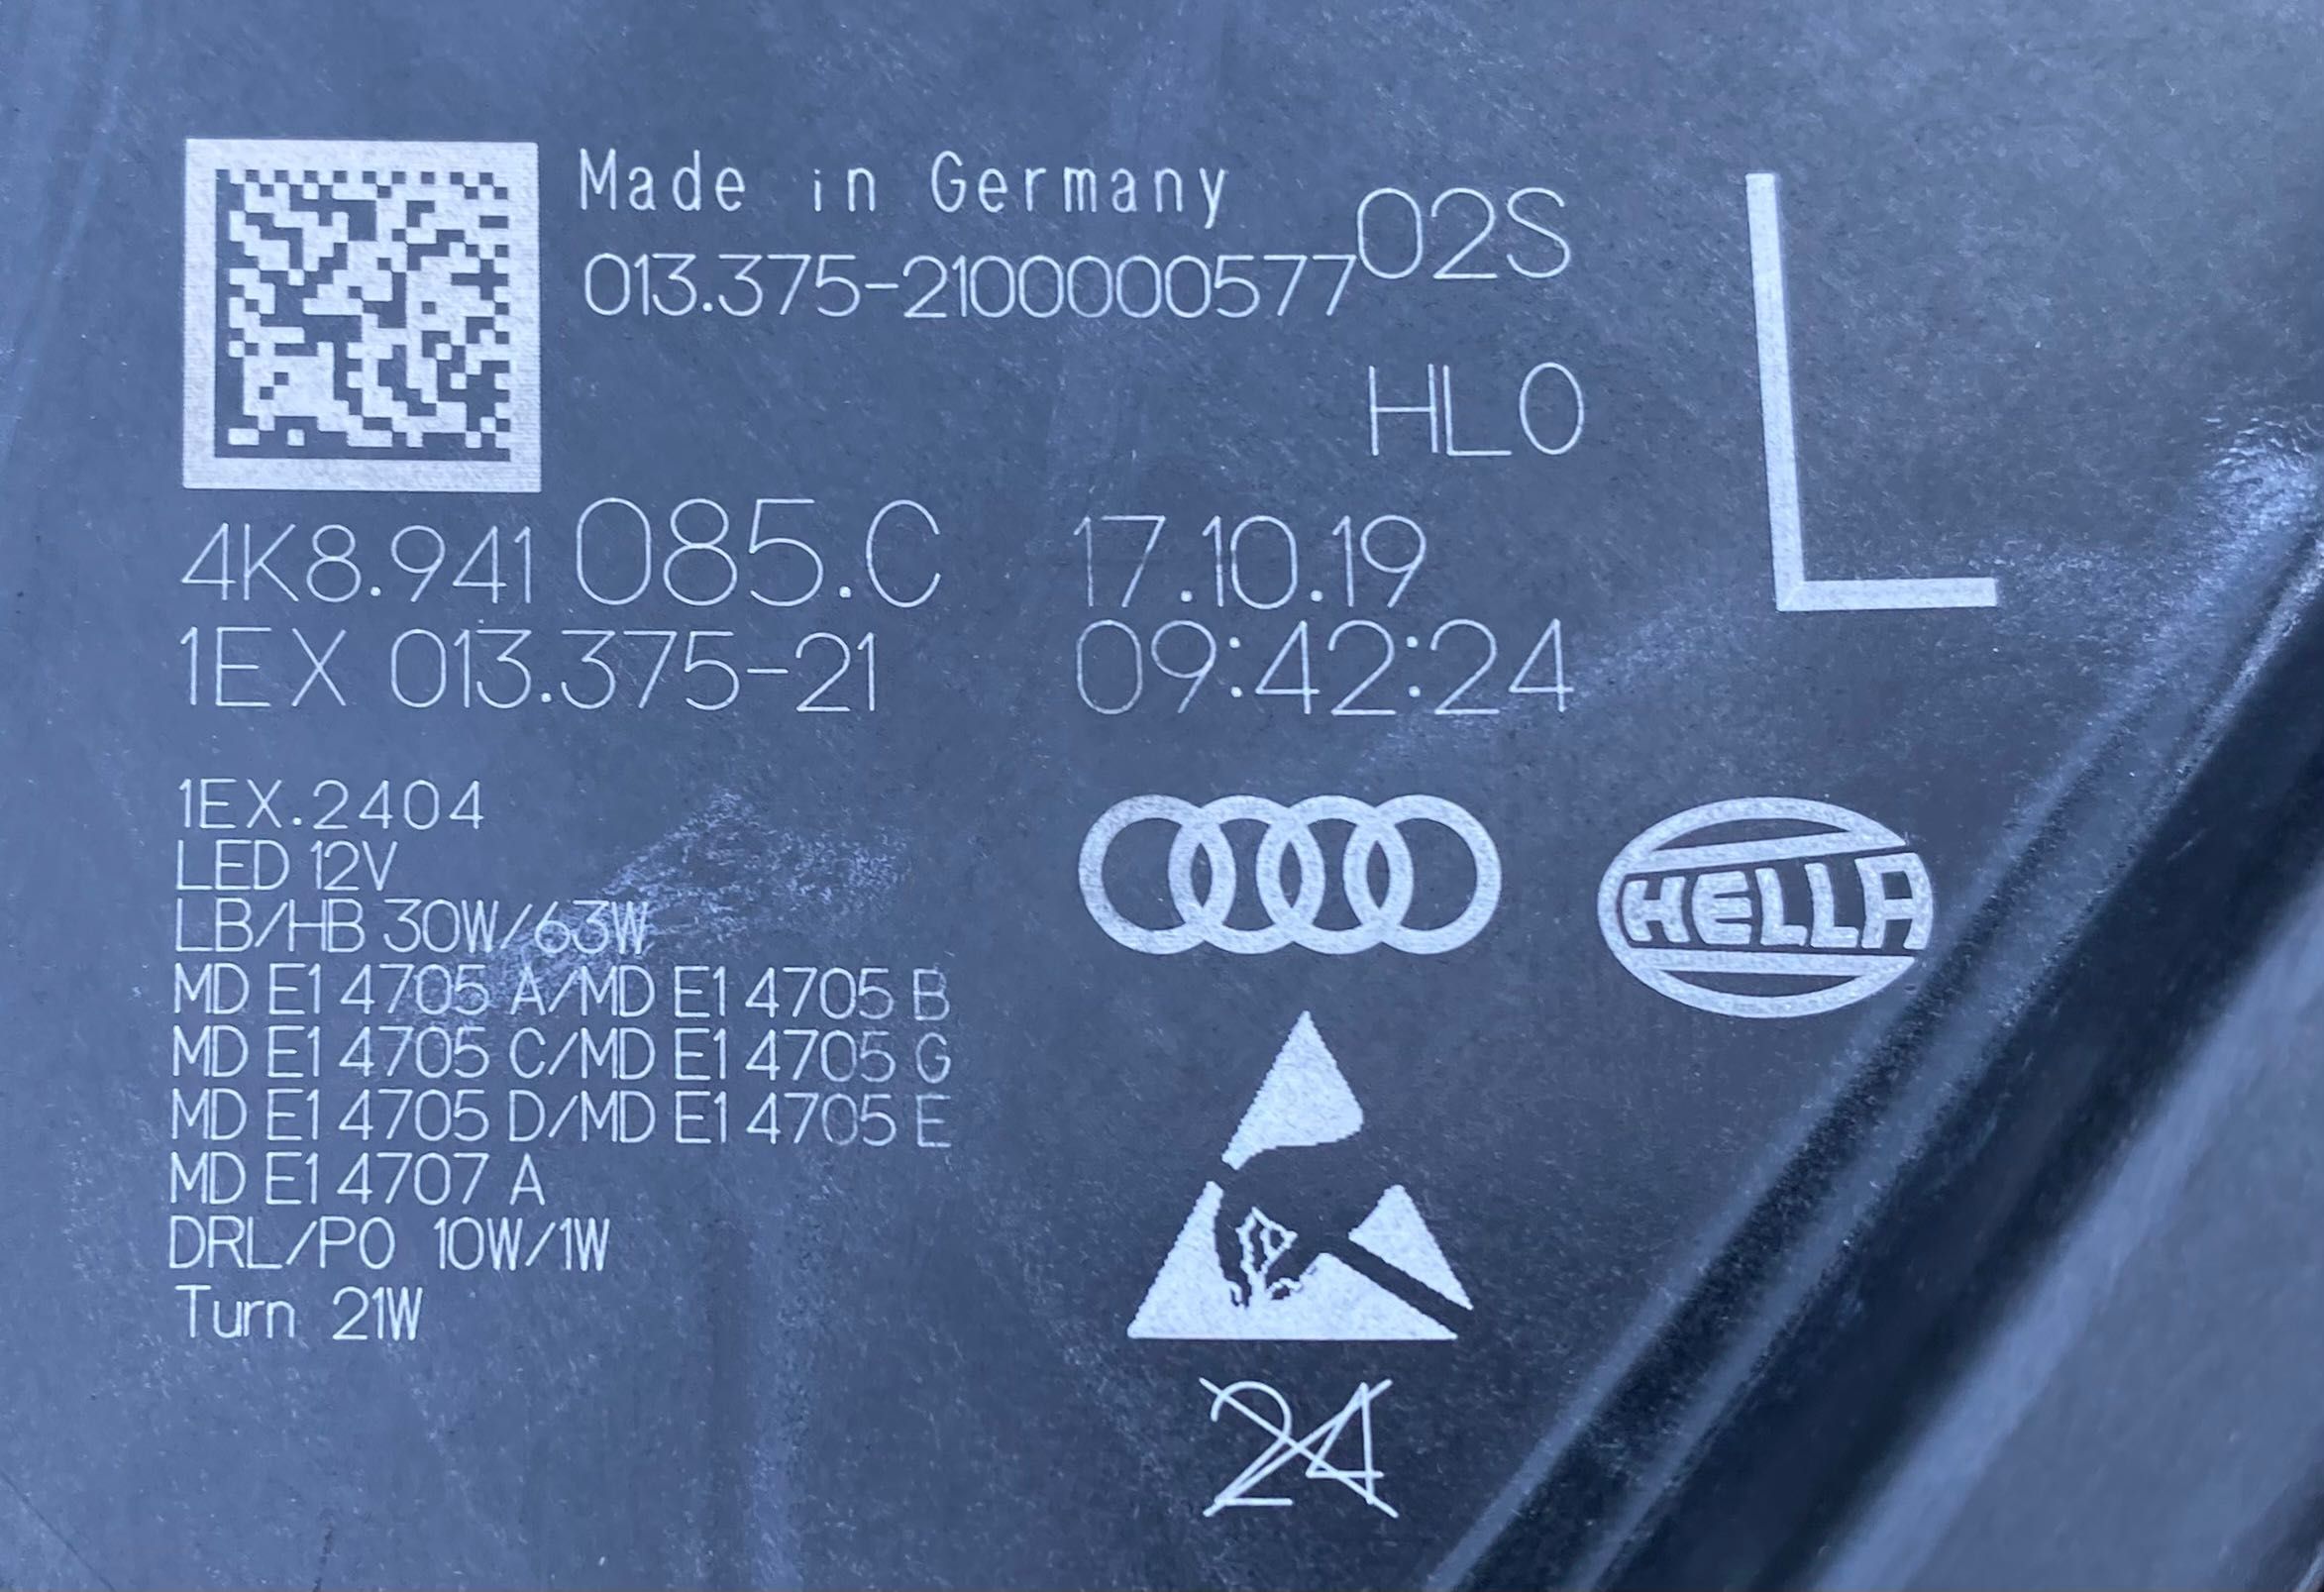 Made in Germany
013.375-2100000577
02S
HLO
L
4K8.941 085.C
17.10.19
1EX 013.375-21
09:42:24
1EX.2404
LED 12V
LB/HB 30W/63W
MD E1 4705 A/MD E1 4705 B
MD E1 4705 C/MD E1 4705 G
MD E1 4705 D/MD E1 4705 E
MD E1 4707 A
DRL/PO 10W/1W
Turn 21W
HELLA
24